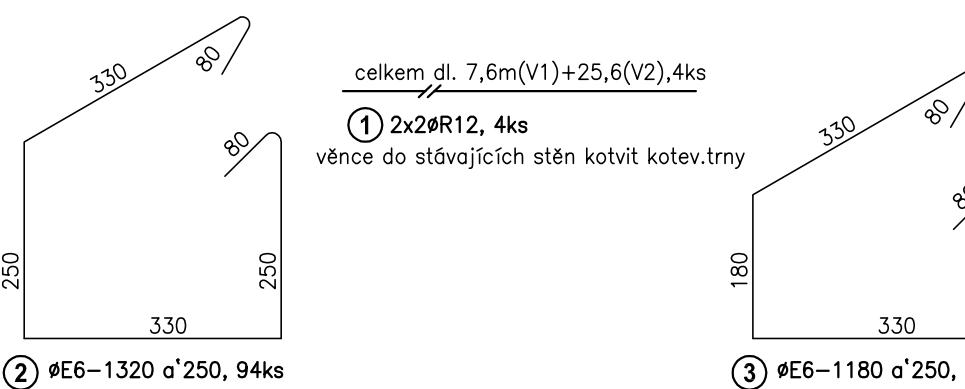 330
80
80
250
250
330
② øE6-1320 a‘250, 94ks
celkem dl. 7,6m(V1)+25,6(V2),4ks
① 2x2øR12, 4ks
věnce do stávajících stěn kotvit kotev.trny
330
80
180
330
③ øE6-1180 a‘250,